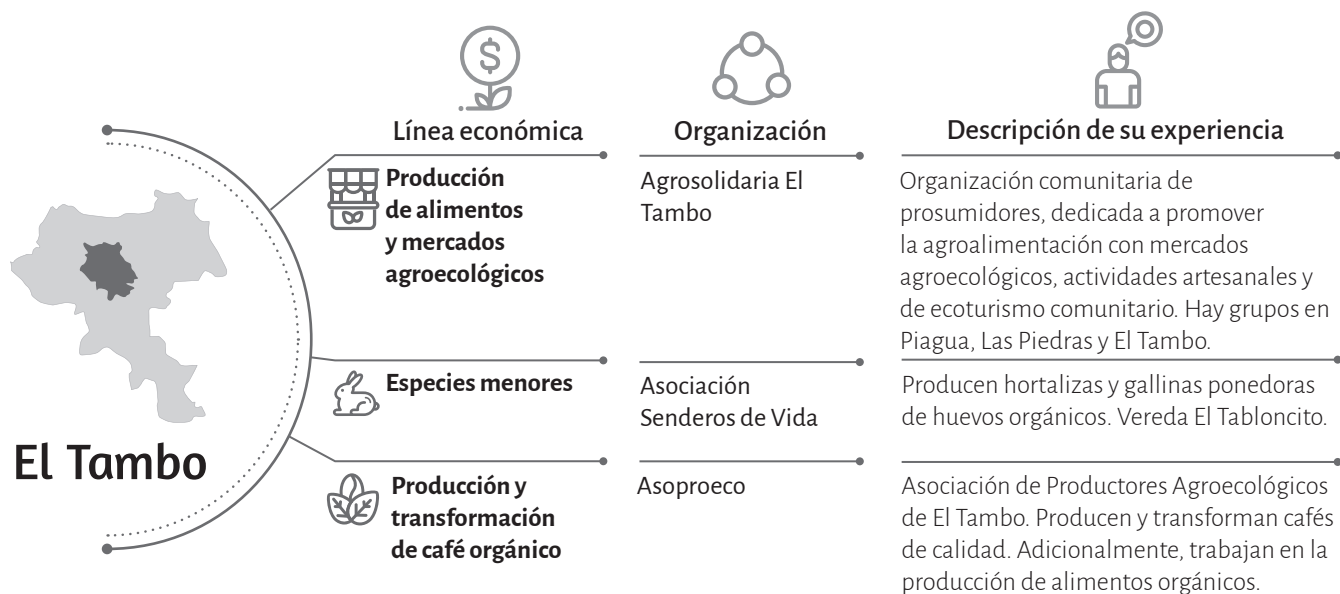 Línea económica
Organización
Descripción de su experiencia
Producción
de alimentos
y mercados
agroecológicos
Agrosolidaria El
Tambo
Organización comunitaria de
prosumidores, dedicada a promover
la agroalimentación con mercados
agroecológicos, actividades artesanales y
de ecoturismo comunitario. Hay grupos en
Piagua, Las Piedras y El Tambo.
Especies menores
Asociación
Senderos de Vida
Producen hortalizas y gallinas ponedoras
de huevos orgánicos. Vereda El Tabloncito.
El Tambo
Producción y
transformación
de café orgánico
Asoproeco
Asociación de Productores Agroecológicos
de El Tambo. Producen y transforman cafés
de calidad. Adicionalmente, trabajan en la
producción de alimentos orgánicos.